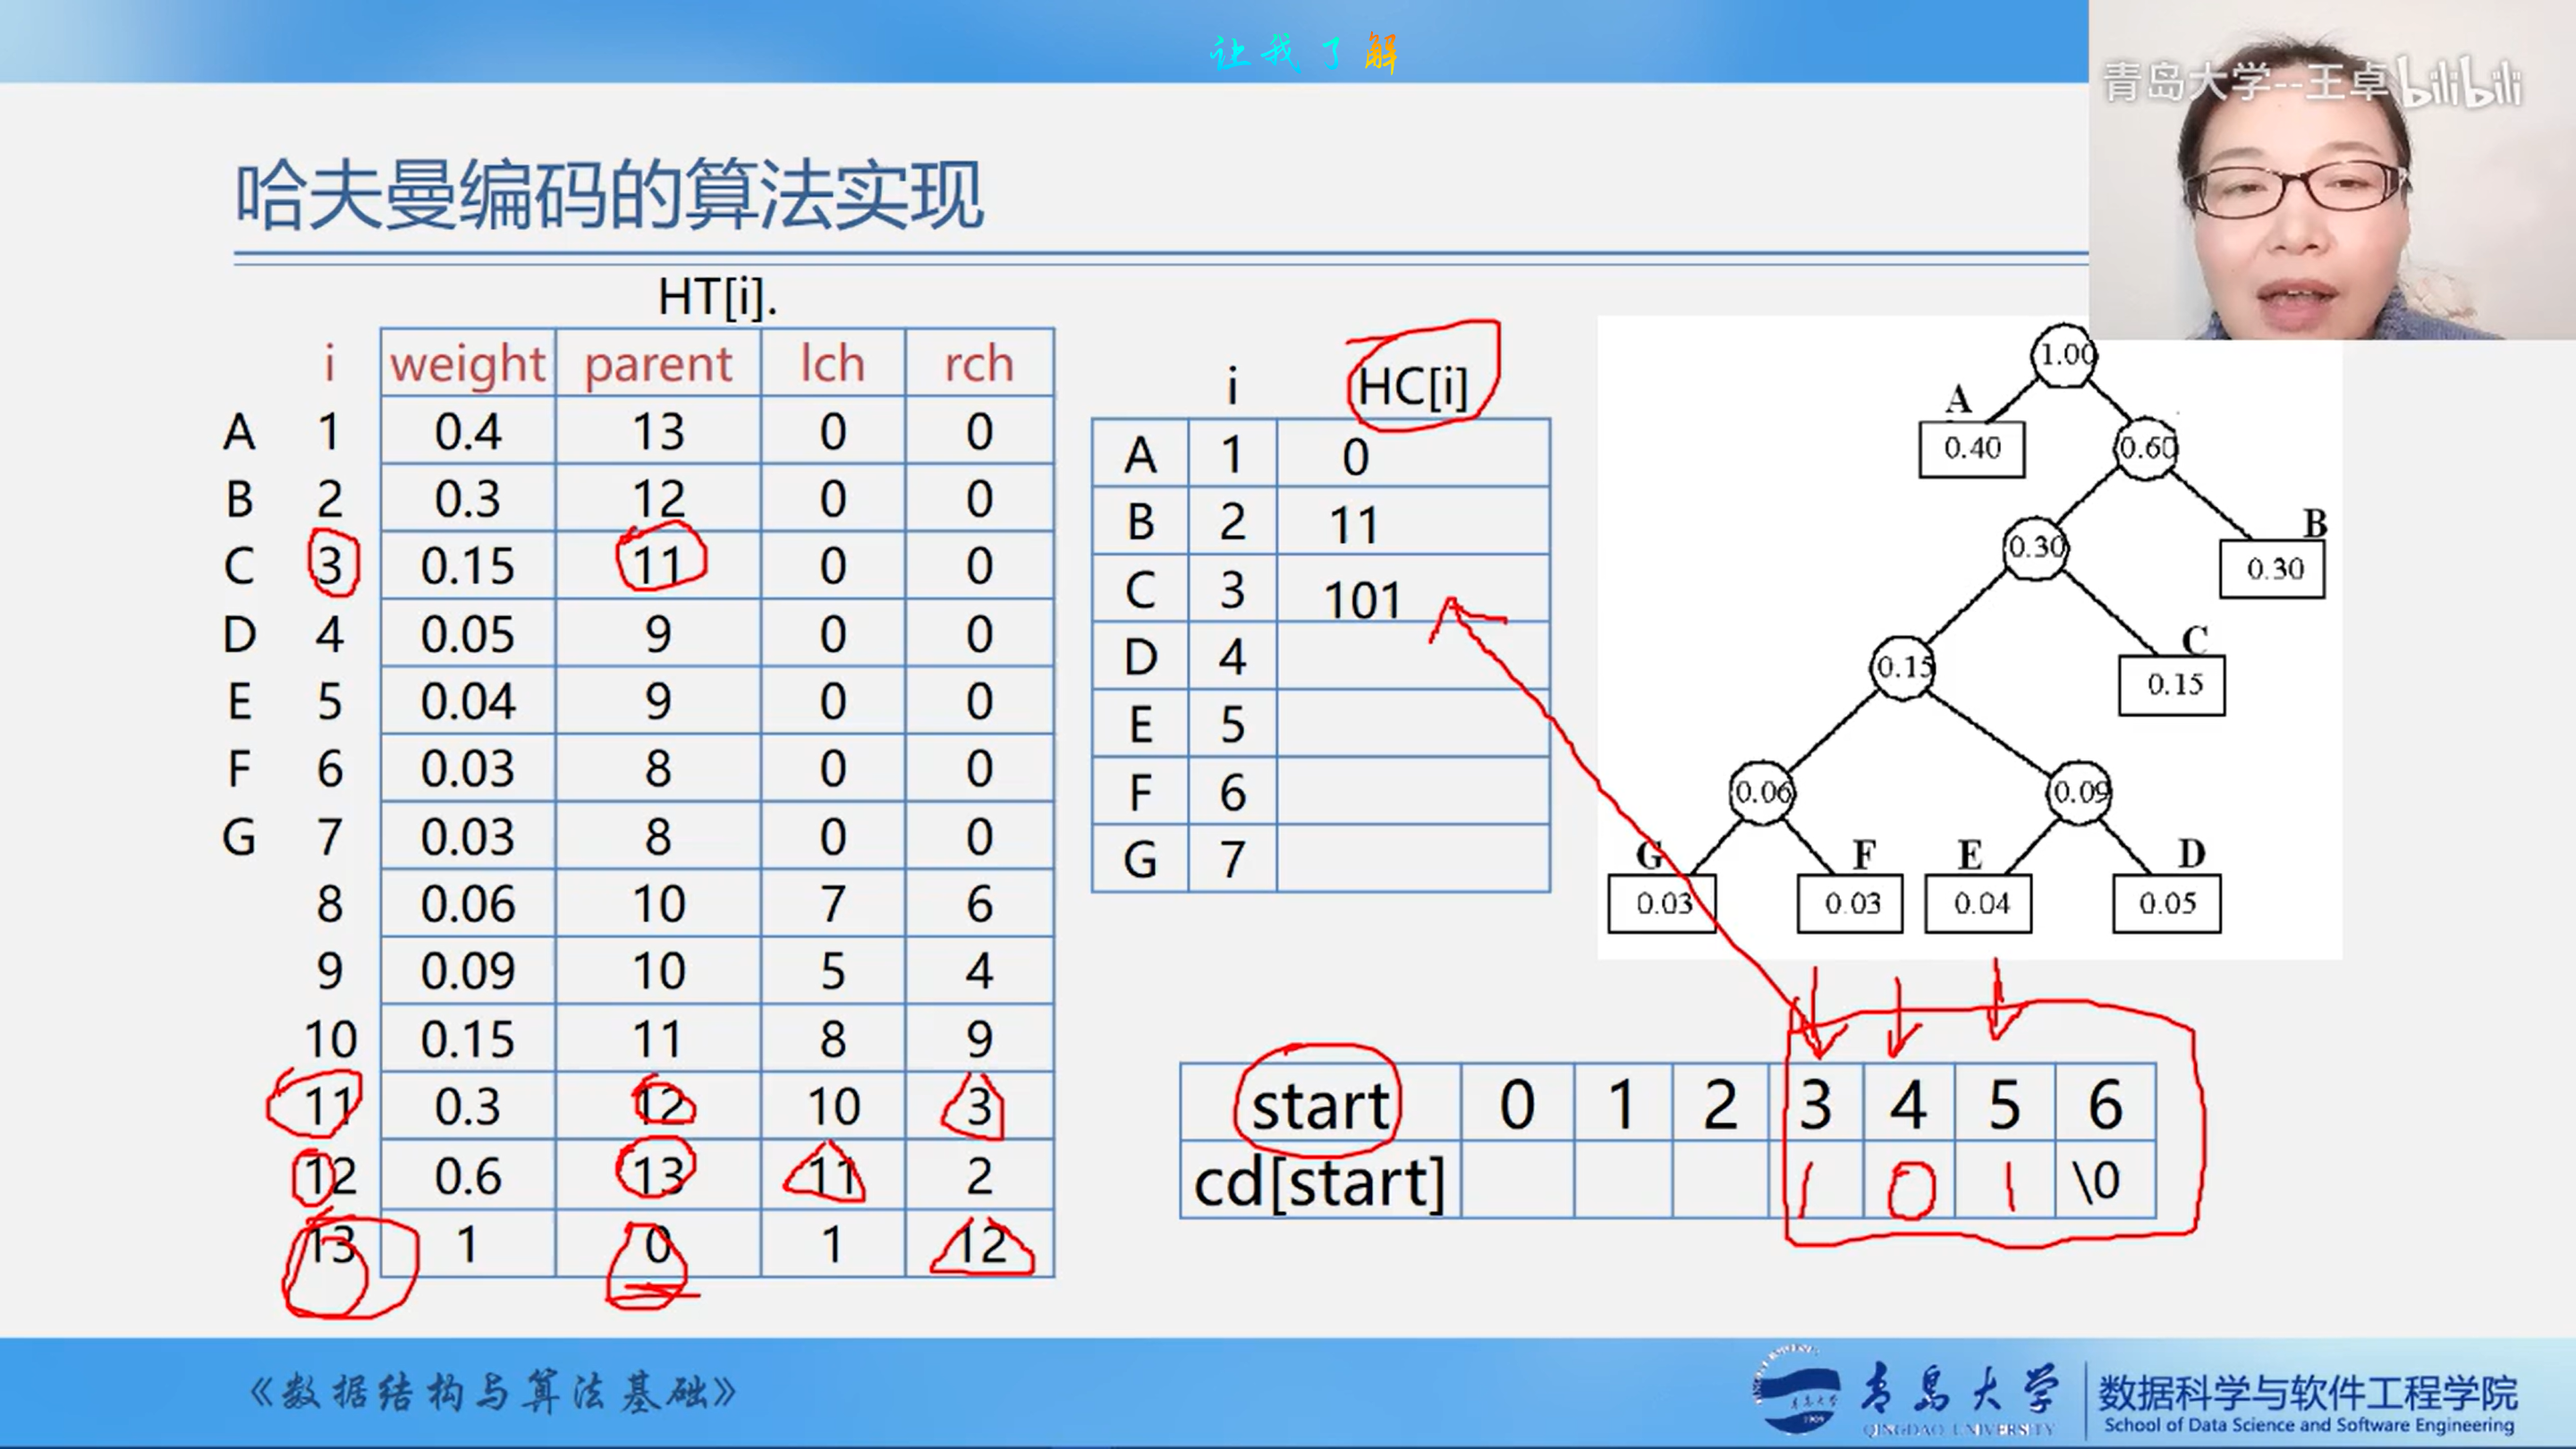 让我了解
青岛大学--王卓 bilibili
哈夫曼编码的算法实现
HT[i].
i weight parent lch rch
A 1 0.4 13 0 0
B 2 0.3 12 0 0
C 3 0.15 11 0 0
D 4 0.05 9 0 0
E 5 0.04 9 0 0
F 6 0.03 8 0 0
G 7 0.03 8 0 0
8 0.06 10 7 6
9 0.09 10 5 4
10 0.15 11 8 9
11 0.3 12 10 3
12 0.6 13 11 2
13 1 0 1 12
i HC[i]
A 1 0
B 2 11
C 3 101
D 4
E 5
F 6
G 7
1.00
A
0.40 0.60
B
0.30 0.30
C
0.15 0.15
0.06 0.09
G F E D
0.03 0.03 0.04 0.05
start 0 1 2 3 4 5 6
cd[start] 1 0 1 \0
《数据结构与算法基础》
青岛大学
QINGDAO UNIVERSITY
数据科学与软件工程学院
School of Data Science and Software Engineering